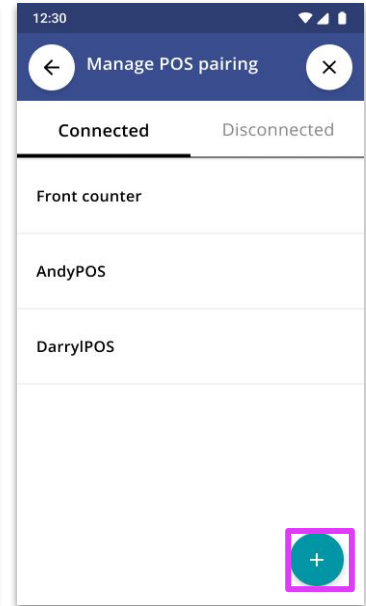 12:30
Manage POS pairing
Connected Disconnected
Front counter
AndyPOS
DarrylPOS